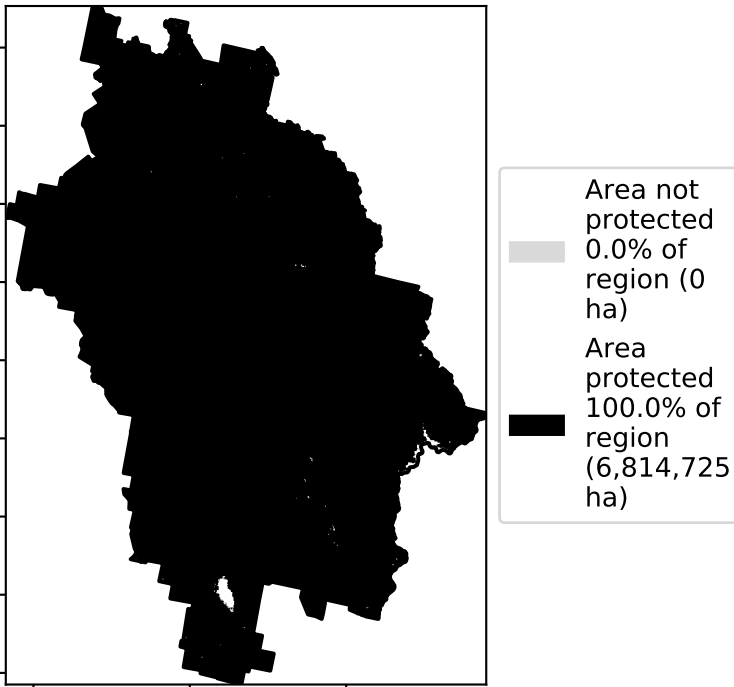 Area not
protected
0.0% of
region (0
ha)
Area
protected
100.0% of
region
(6,814,725
ha)